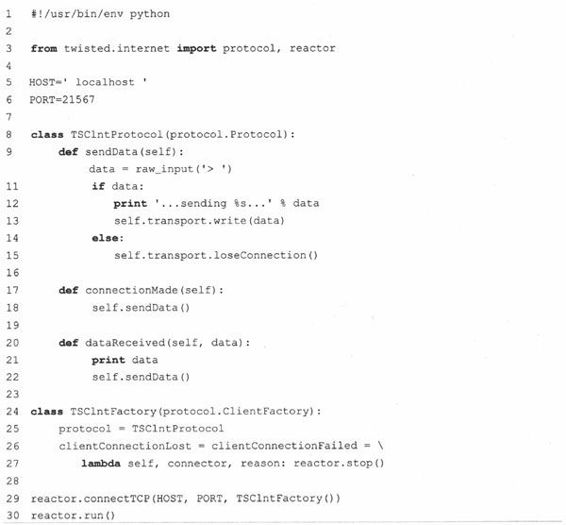 1 #!/usr/bin/env python
2
3 from twisted.internet import protocol, reactor
4
5 HOST=' localhost '
6 PORT=21567
7
8 class TSClntProtocol(protocol.Protocol):
9     def sendData(self):
          data = raw_input('> ')
11          if data:
12              print '...sending %s...' % data
13              self.transport.write(data)
14          else:
15              self.transport.loseConnection()
16
17     def connectionMade(self):
18          self.sendData()
19
20     def dataReceived(self, data):
21          print data
22          self.sendData()
23
24 class TSClntFactory(protocol.ClientFactory):
25     protocol = TSClntProtocol
26     clientConnectionLost = clientConnectionFailed = \
27         lambda self, connector, reason: reactor.stop()
28
29 reactor.connectTCP(HOST, PORT, TSClntFactory())
30 reactor.run()